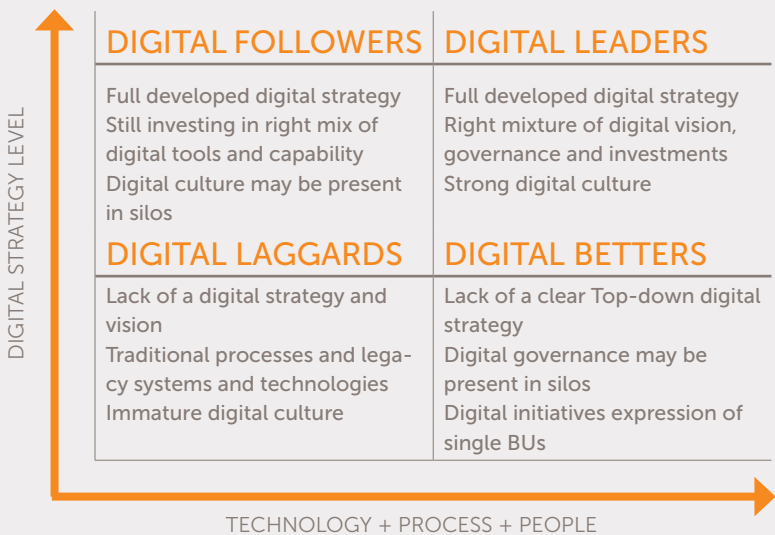 DIGITAL STRATEGY LEVEL
DIGITAL FOLLOWERS
Full developed digital strategy
Still investing in right mix of
digital tools and capability
Digital culture may be present
in silos
DIGITAL LEADERS
Full developed digital strategy
Right mixture of digital vision,
governance and investments
Strong digital culture
DIGITAL LAGGARDS
Lack of a digital strategy and
vision
Traditional processes and lega-
cy systems and technologies
Immature digital culture
DIGITAL BETTERS
Lack of a clear Top-down digital
strategy
Digital governance may be
present in silos
Digital initiatives expression of
single BUs
TECHNOLOGY + PROCESS + PEOPLE